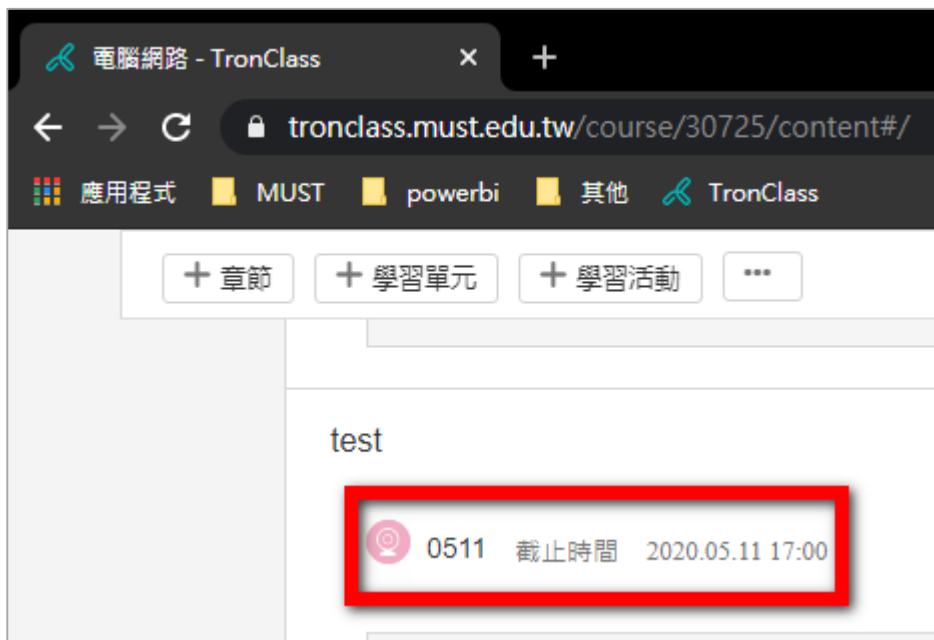 電腦網路 - TronClass
tronclass.must.edu.tw/course/30725/content#/
應用程式 MUST powerbi 其他 TronClass
+ 章節 + 學習單元 + 學習活動 •••
test
0511 截止時間 2020.05.11 17:00